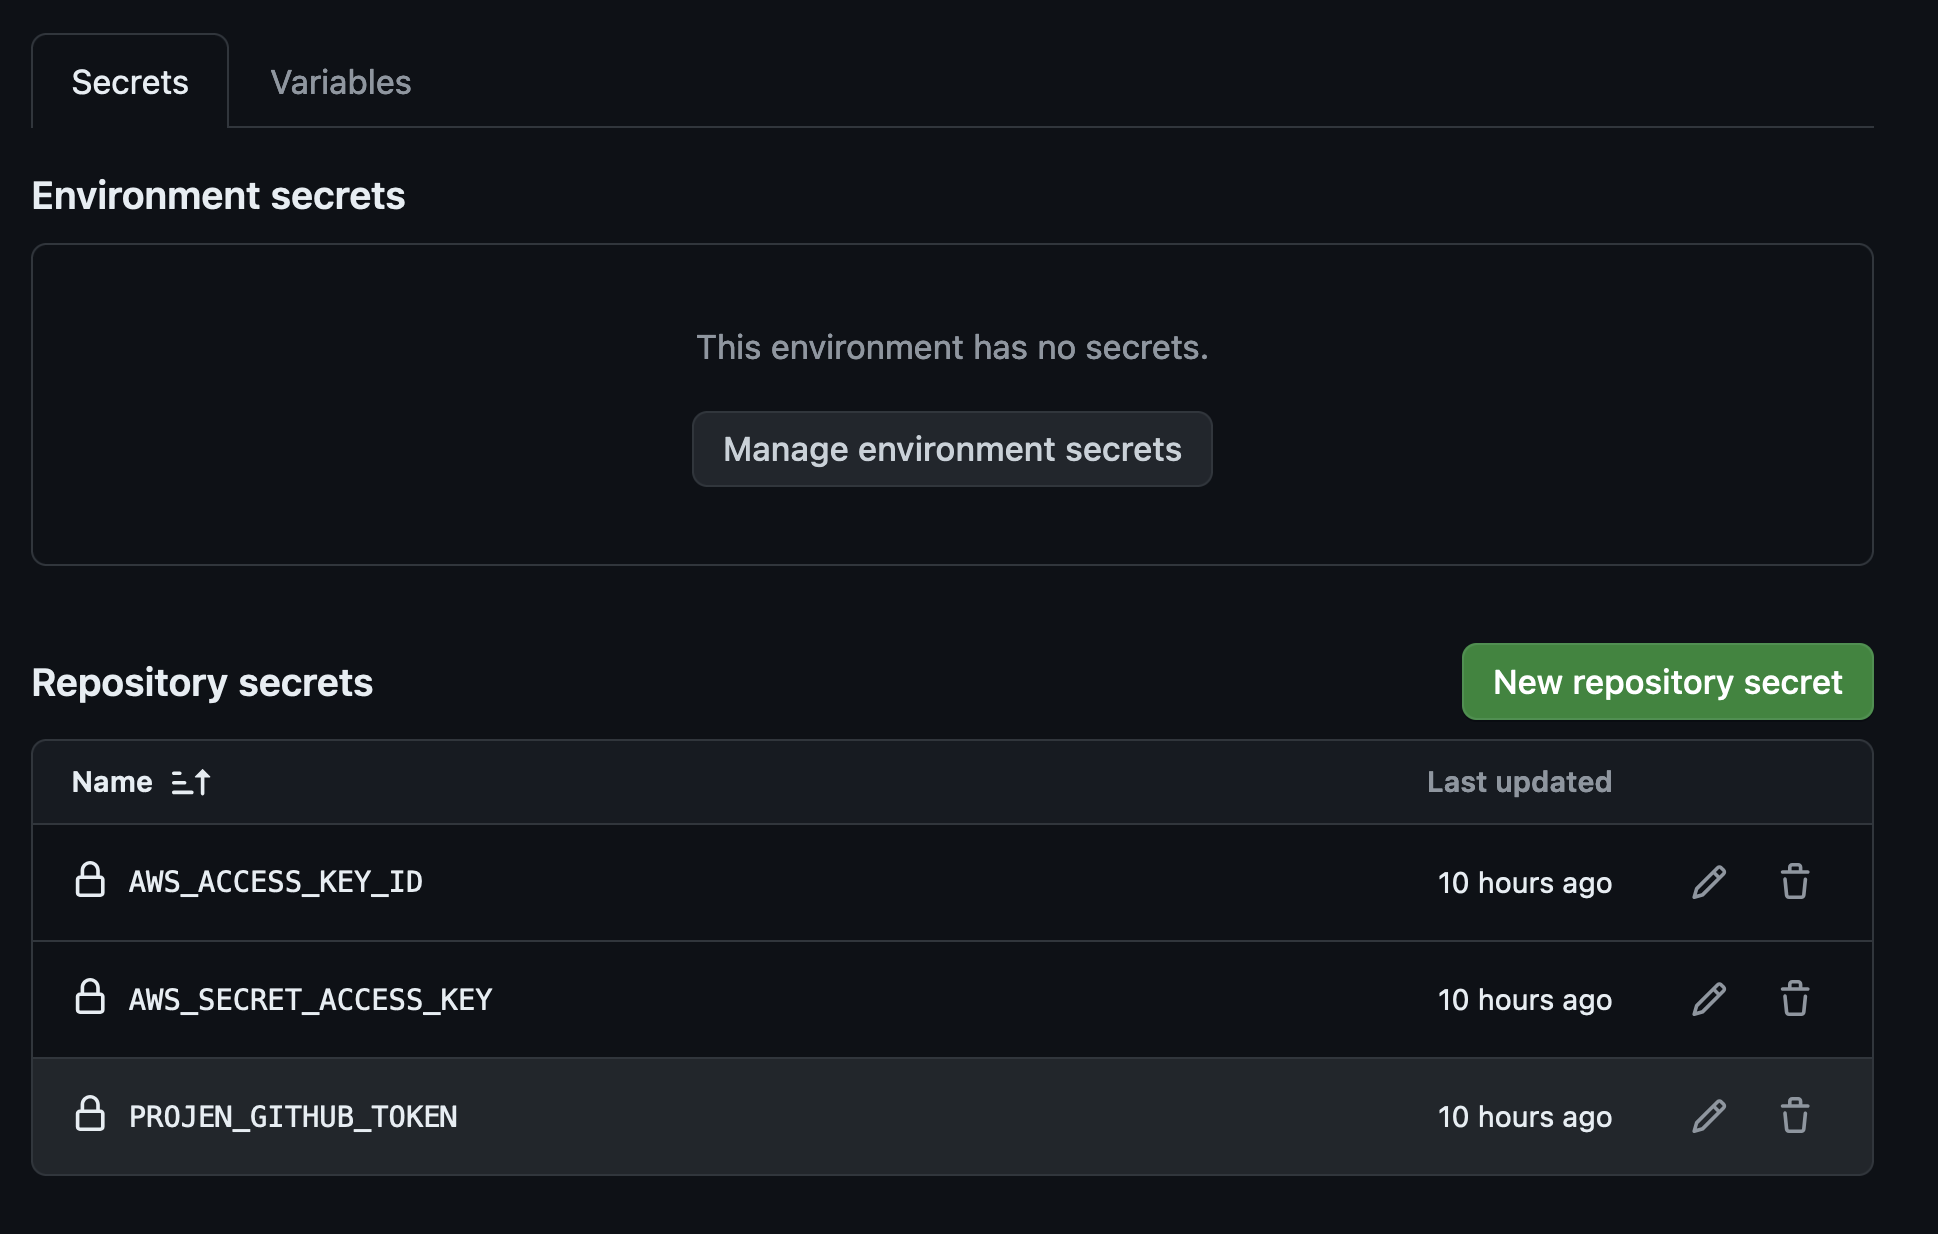 Secrets Variables
Environment secrets
This environment has no secrets.
Manage environment secrets
Repository secrets New repository secret
Name Last updated
AWS_ACCESS_KEY_ID 10 hours ago
AWS_SECRET_ACCESS_KEY 10 hours ago
PROJEN_GITHUB_TOKEN 10 hours ago